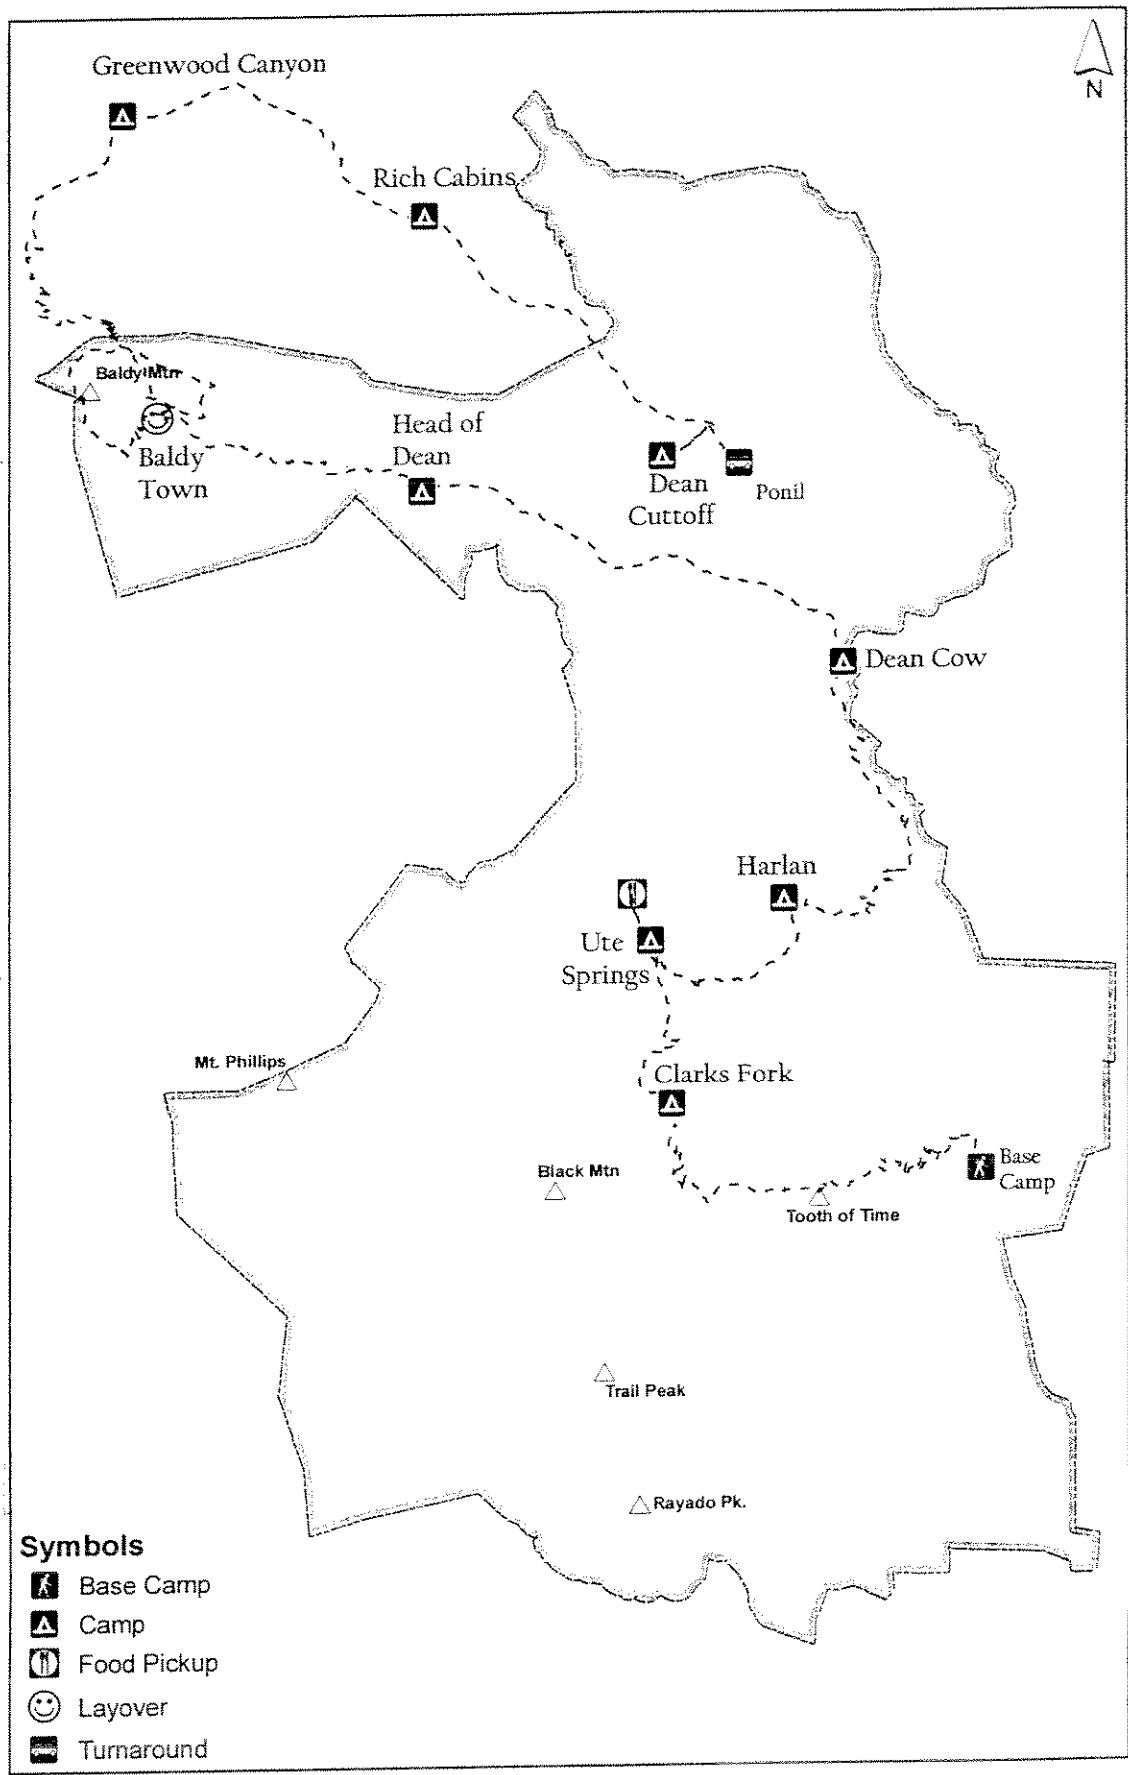 N
Greenwood Canyon
Rich Cabins
Baldy Mtn
Baldy
Town
Head of
Dean
Dean
Cuttoff
Ponil
Dean Cow
Harlan
Ute
Springs
Mt. Phillips
Clarks Fork
Black Mtn
Base
Camp
Tooth of Time
Trail Peak
Rayado Pk.
Symbols
Base Camp
Camp
Food Pickup
Layover
Turnaround